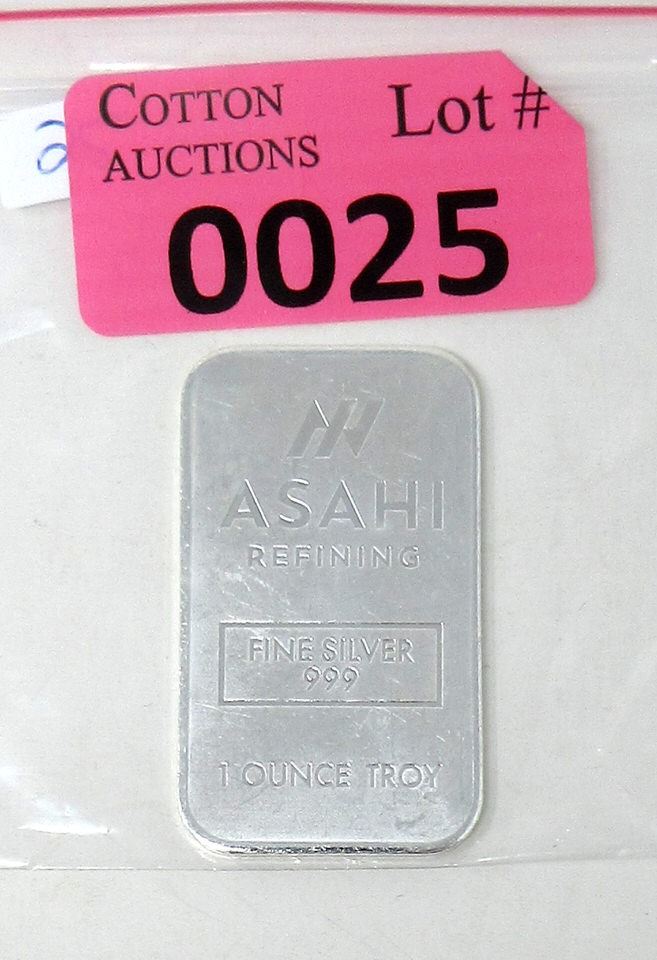 COTTON
AUCTIONS
Lot #
0025
ASAHI
REFINING
FINE SILVER
999
1 OUNCE TROY